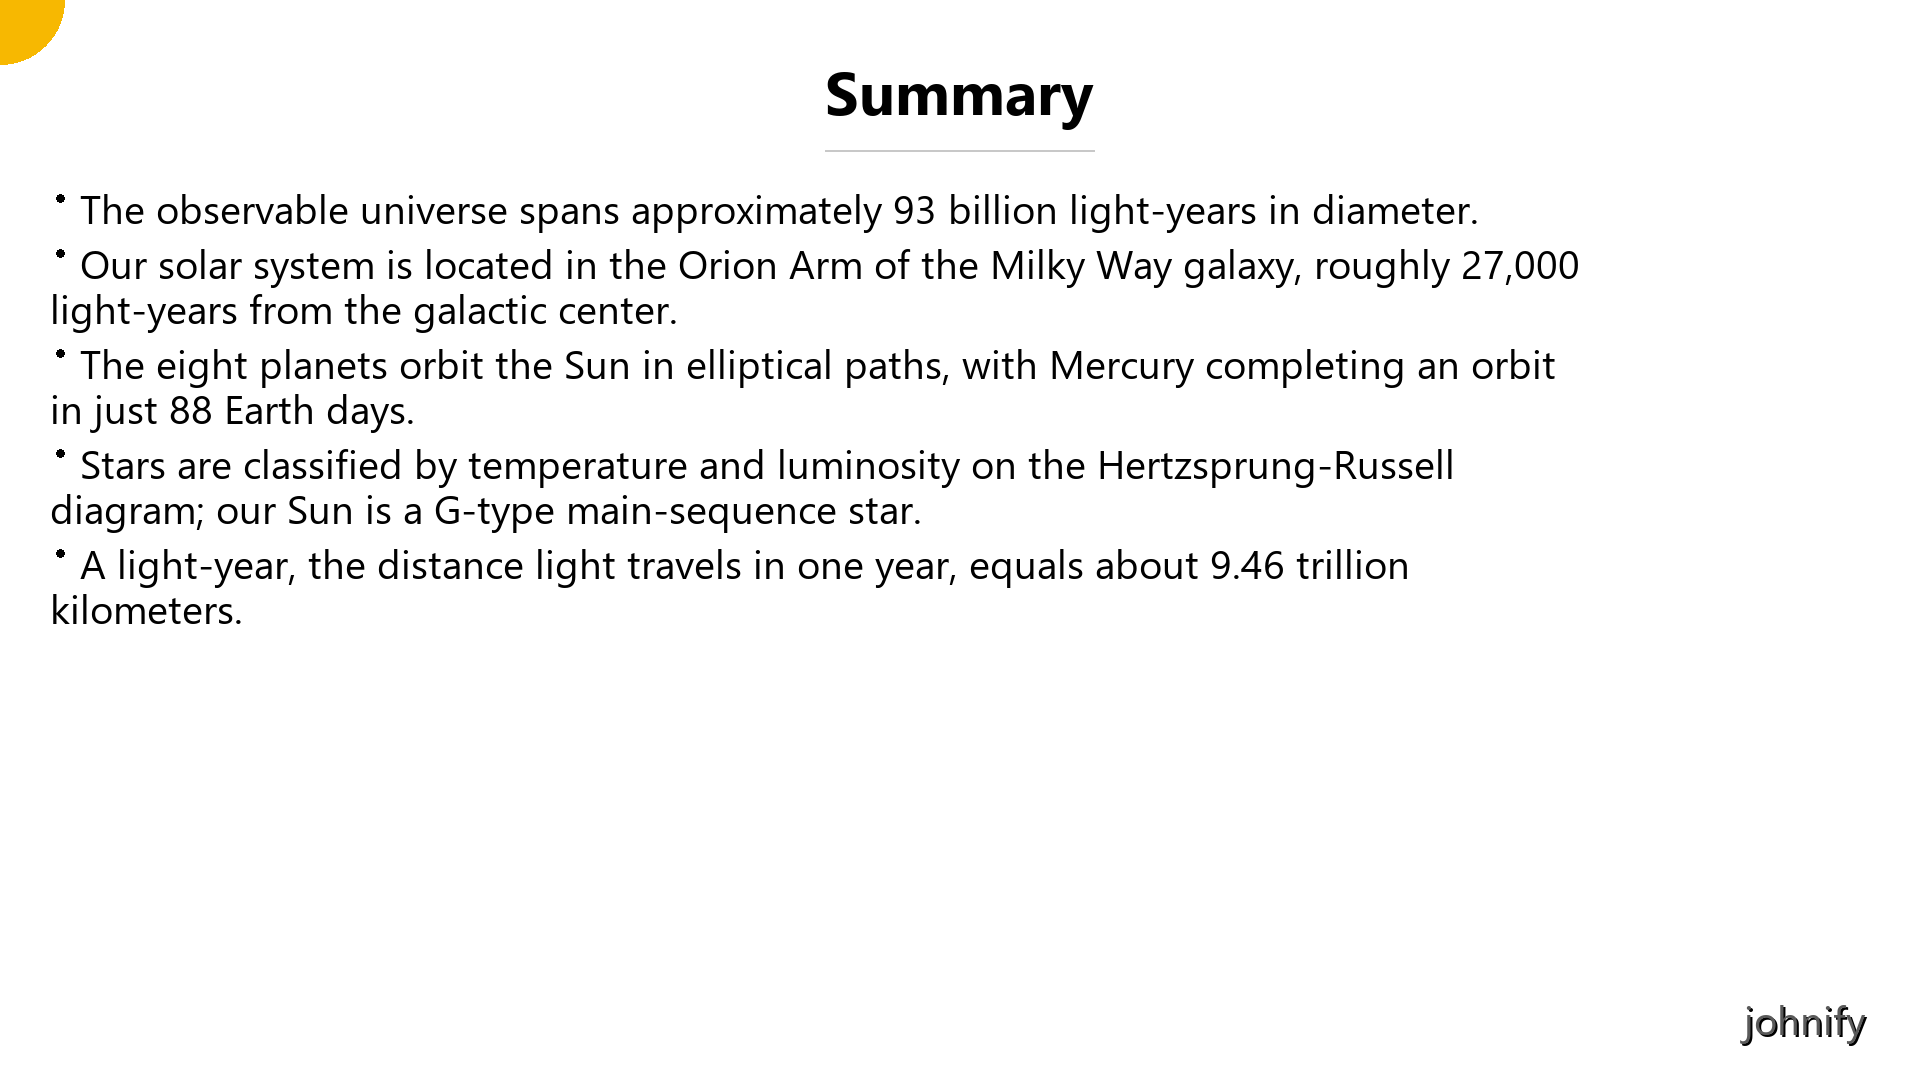 Summary
• The observable universe spans approximately 93 billion light-years in diameter.
• Our solar system is located in the Orion Arm of the Milky Way galaxy, roughly 27,000
light-years from the galactic center.
• The eight planets orbit the Sun in elliptical paths, with Mercury completing an orbit
in just 88 Earth days.
• Stars are classified by temperature and luminosity on the Hertzsprung-Russell
diagram; our Sun is a G-type main-sequence star.
• A light-year, the distance light travels in one year, equals about 9.46 trillion
kilometers.
johnify